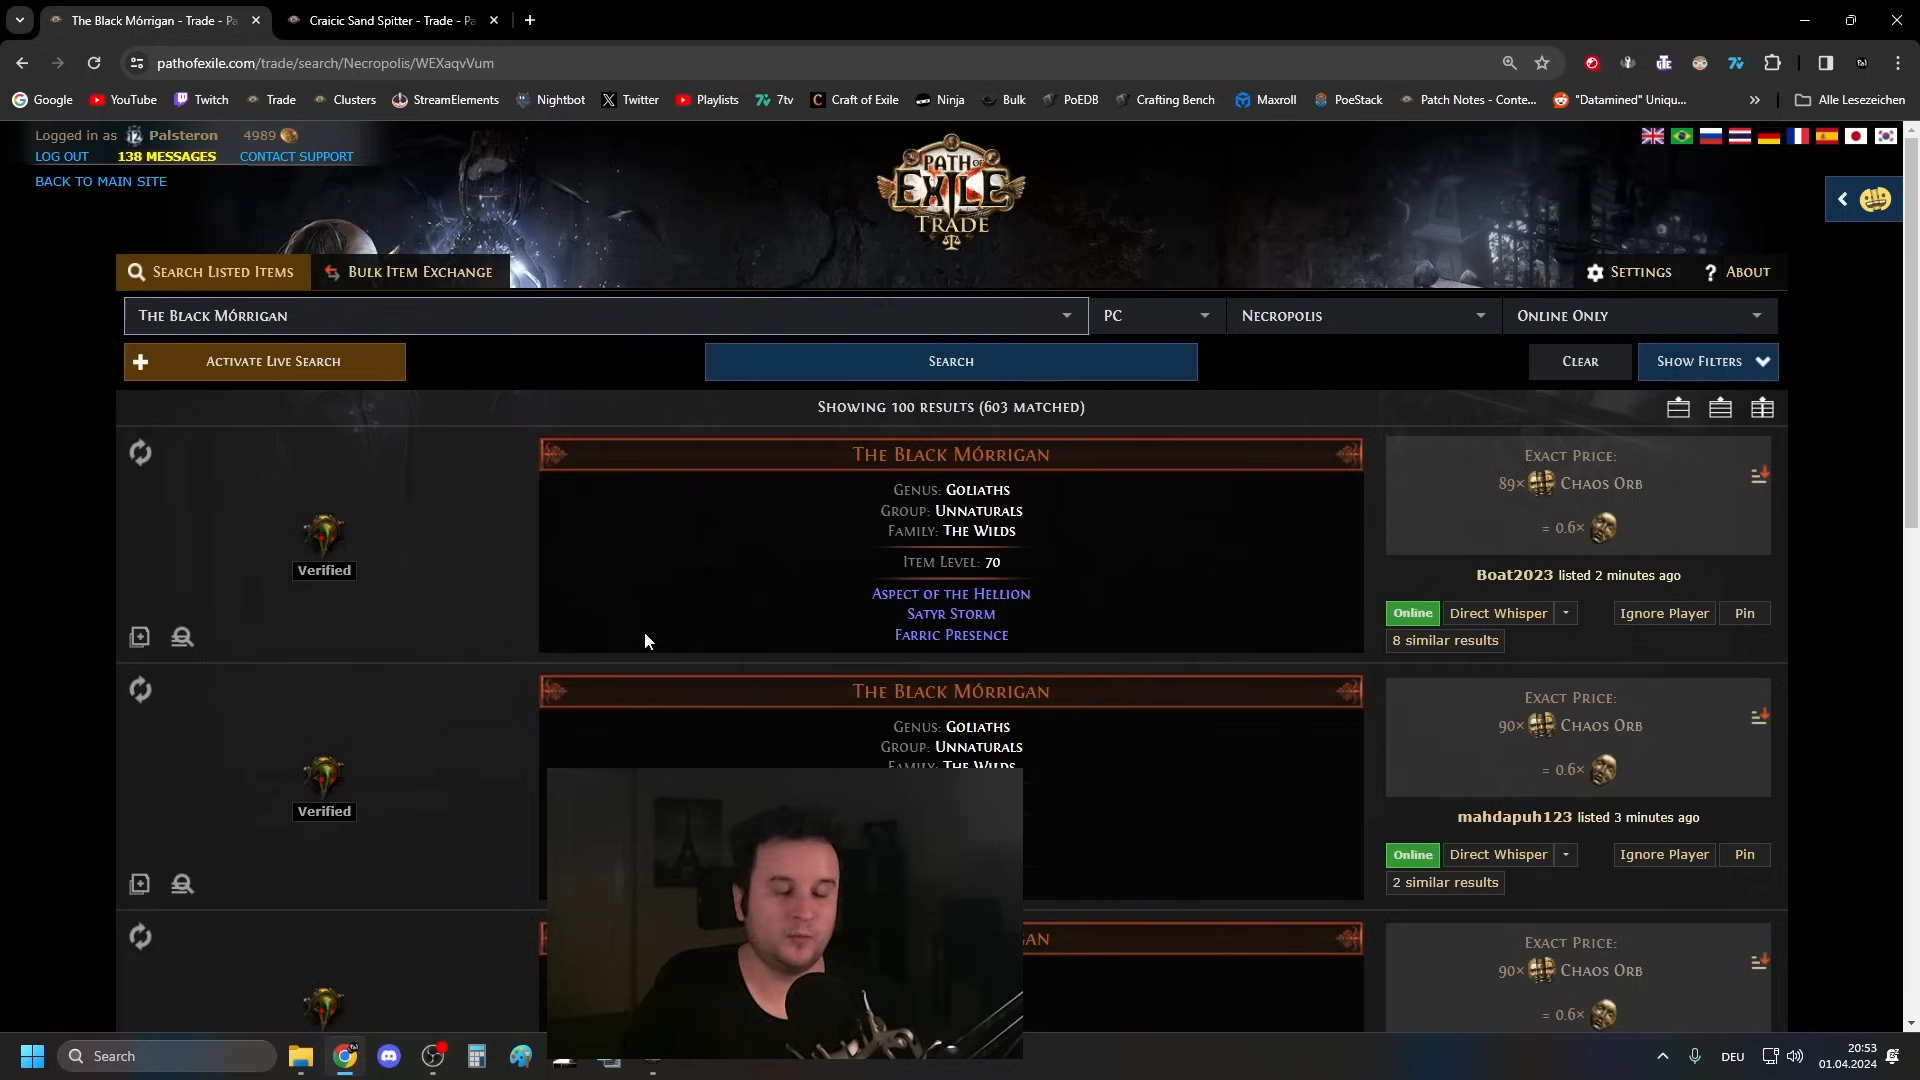 The Black Mórrigan - Trade - Pa
Craicic Sand Spitter - Trade - Pa
pathofexile.com/trade/search/Necropolis/WEXaqvVum
Google
YouTube
Twitch
Trade
Clusters
StreamElements
Nightbot
Twitter
Playlists
7tv
Craft of Exile
Ninja
Bulk
PoEDB
Crafting Bench
Maxroll
PoeStack
Patch Notes - Conte...
"Datamined" Uniqu...
Alle Lesezeichen
Logged in as Palsteron 4989
LOG OUT 138 MESSAGES CONTACT SUPPORT
BACK TO MAIN SITE
PATH OF EXILE TRADE
Search Listed Items
Bulk Item Exchange
Settings
? About
The Black Mórrigan
PC
Necropolis
Online Only
Activate Live Search
Search
Clear
Show Filters
Showing 100 results (603 matched)
The Black Mórrigan
Genus: Goliaths
Group: Unnaturals
Family: The Wilds
Item Level: 70
Aspect of the Hellion
Satyr Storm
Farric Presence
Verified
Exact Price:
89× Chaos Orb
= 0.6×
Boat2023 listed 2 minutes ago
Online Direct Whisper Ignore Player Pin
8 similar results
The Black Mórrigan
Genus: Goliaths
Group: Unnaturals
Family: The Wilds
Verified
Exact Price:
90× Chaos Orb
= 0.6×
mahdapuh123 listed 3 minutes ago
Online Direct Whisper Ignore Player Pin
2 similar results
Exact Price:
90× Chaos Orb
= 0.6×
Search
DEU
20:53
01.04.2024